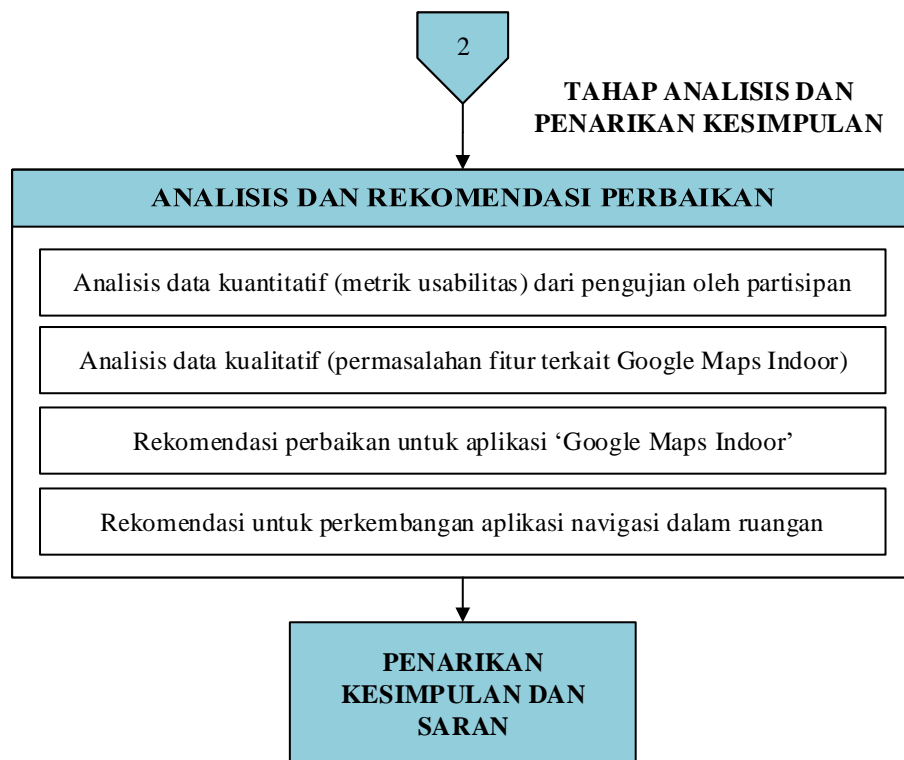 2
TAHAP ANALISIS DAN
PENARIKAN KESIMPULAN
ANALISIS DAN REKOMENDASI PERBAIKAN
Analisis data kuantitatif (metrik usabilitas) dari pengujian oleh partisipan
Analisis data kualitatif (permasalahan fitur terkait Google Maps Indoor)
Rekomendasi perbaikan untuk aplikasi ‘Google Maps Indoor’
Rekomendasi untuk perkembangan aplikasi navigasi dalam ruangan
PENARIKAN
KESIMPULAN DAN
SARAN